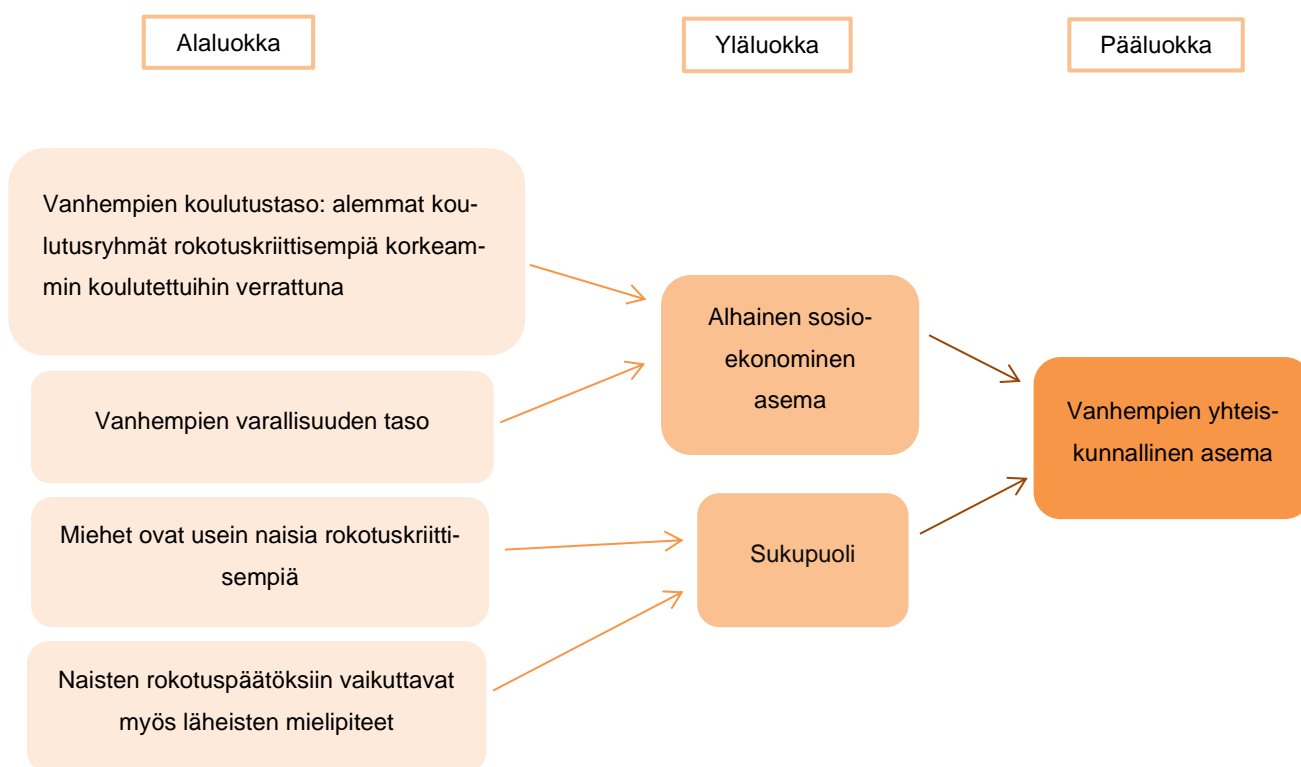 Alaluokka
Yläluokka
Pääluokka
Vanhempien koulutustaso: alemmat kou-
lutusryhmät rokotuskriittisempiä korkeam-
min koulutettuihin verrattuna
Vanhempien varallisuuden taso
Miehet ovat usein naisia rokotuskriitti-
sempiä
Naisten rokotuspäätöksiin vaikuttavat
myös läheisten mielipiteet
Alhainen sosio-
ekonominen
asema
Sukupuoli
Vanhempien yhteis-
kunnallinen asema